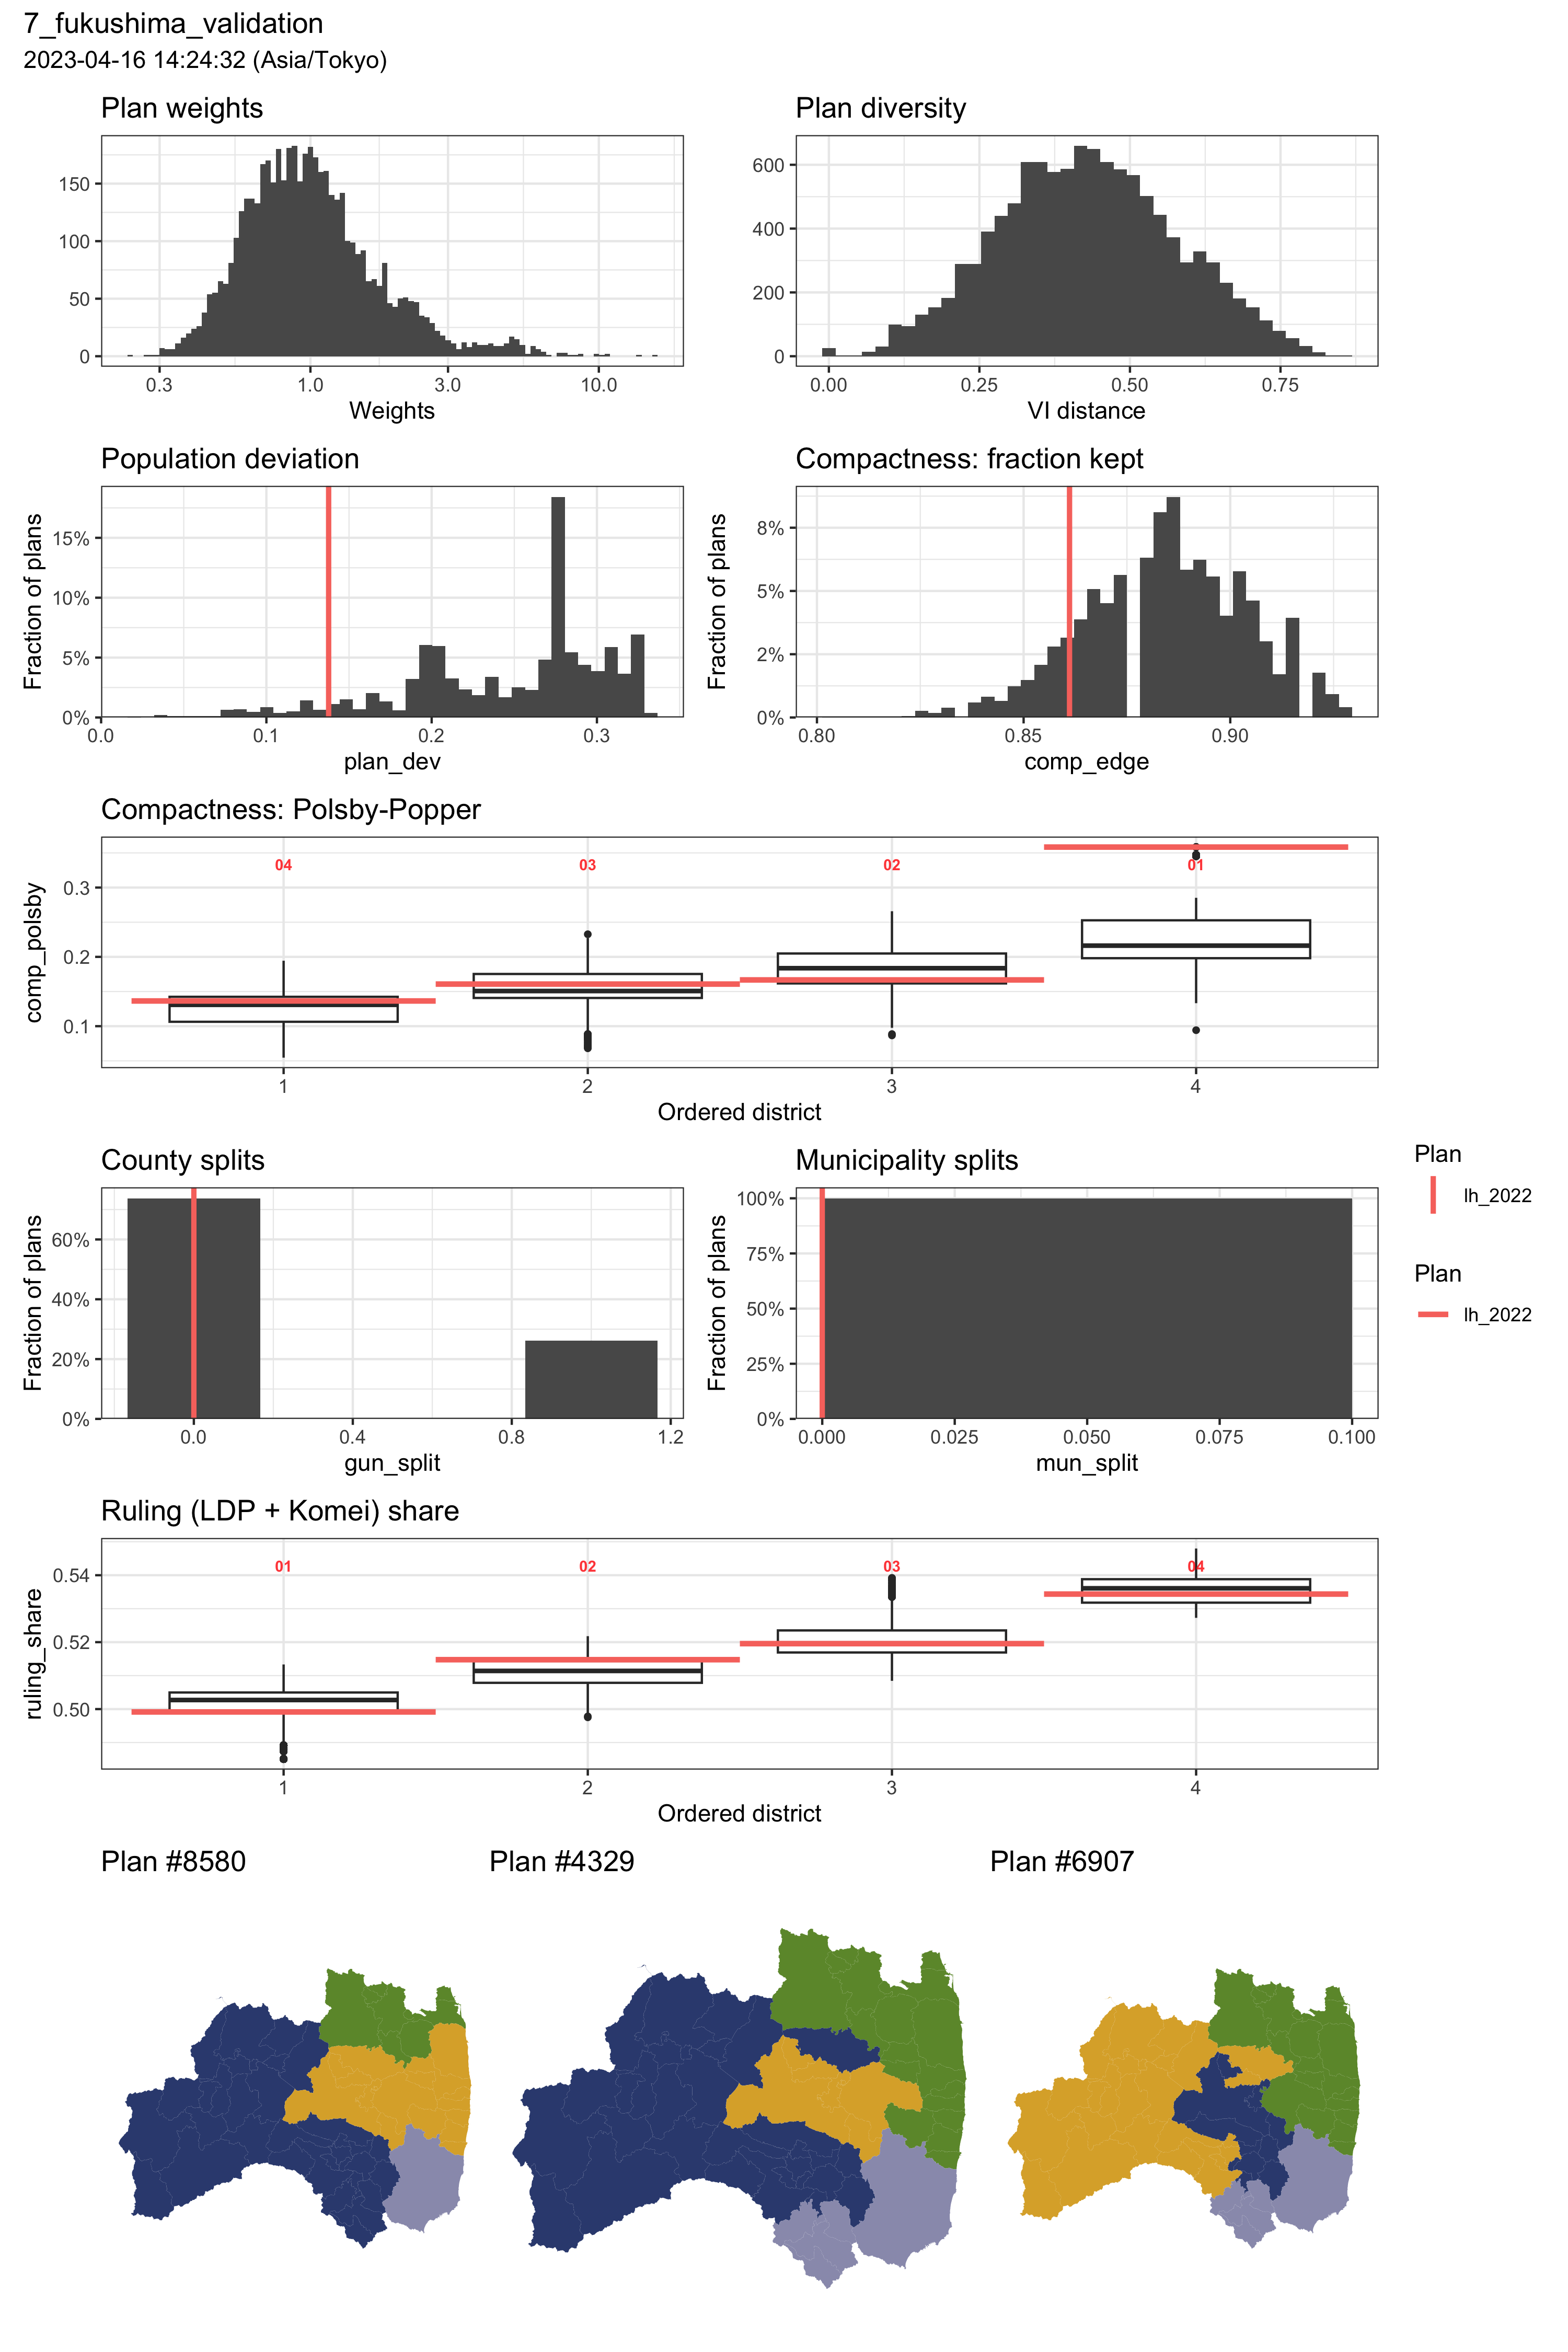 7_fukushima_validation
2023-04-16 14:24:32 (Asia/Tokyo)
Plan weights
150
100
50
0
0.3 1.0 3.0 10.0
Weights
Plan diversity
600
400
200
0
0.00 0.25 0.50 0.75
VI distance
Population deviation
Fraction of plans
15%
10%
5%
0%
0.0 0.1 0.2 0.3
plan_dev
Compactness: fraction kept
Fraction of plans
8%
5%
2%
0%
0.80 0.85 0.90
comp_edge
Compactness: Polsby-Popper
comp_polsby
0.3
0.2
0.1
04 03 02 01
1 2 3 4
Ordered district
County splits
Fraction of plans
60%
40%
20%
0%
0.0 0.4 0.8 1.2
gun_split
Municipality splits
Fraction of plans
100%
75%
50%
25%
0%
0.000 0.025 0.050 0.075 0.100
mun_split
Plan
lh_2022
Plan
lh_2022
Ruling (LDP + Komei) share
ruling_share
0.54
0.52
0.50
01 02 03 04
1 2 3 4
Ordered district
Plan #8580
Plan #4329
Plan #6907